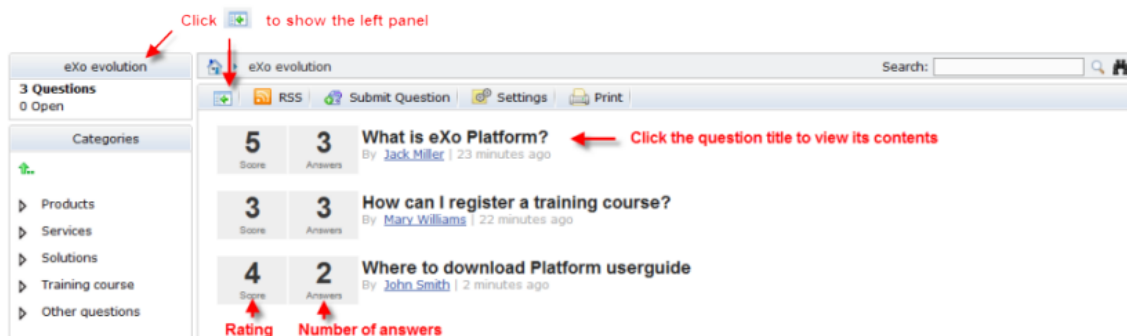 Click to show the left panel
eXo evolution
3 Questions
0 Open
Categories
Products
Services
Solutions
Training course
Other questions
eXo evolution
Search:
RSS Submit Question Settings Print
5 3 What is eXo Platform? Click the question title to view its contents
Score Answers By Jack Miller | 23 minutes ago
3 3 How can I register a training course?
Score Answers By Mary Williams | 22 minutes ago
4 2 Where to download Platform userguide
Score Answers By John Smith | 2 minutes ago
Rating Number of answers